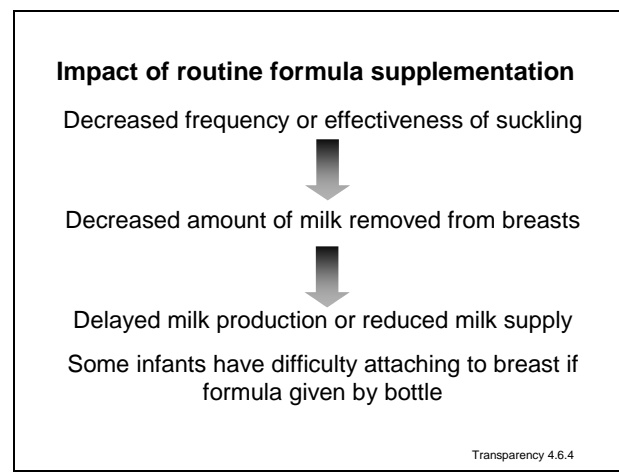 Impact of routine formula supplementation
Decreased frequency or effectiveness of suckling
Decreased amount of milk removed from breasts
Delayed milk production or reduced milk supply
Some infants have difficulty attaching to breast if
formula given by bottle
Transparency 4.6.4